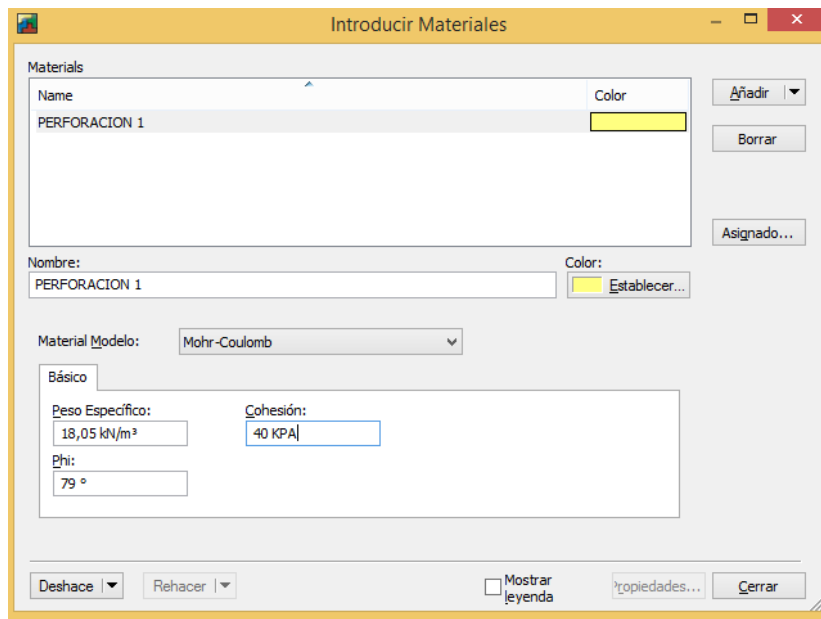 Introducir Materiales
Materials
Name Color
Añadir
PERFORACION 1
Borrar
Asignado...
Nombre: Color:
PERFORACION 1 Establecer...
Material Modelo: Mohr-Coulomb
Básico
Peso Específico: Cohesión:
18,05 kN/m³ 40 KPA
Phi:
79 º
Deshace Rehacer Mostrar leyenda Propiedades... Cerrar